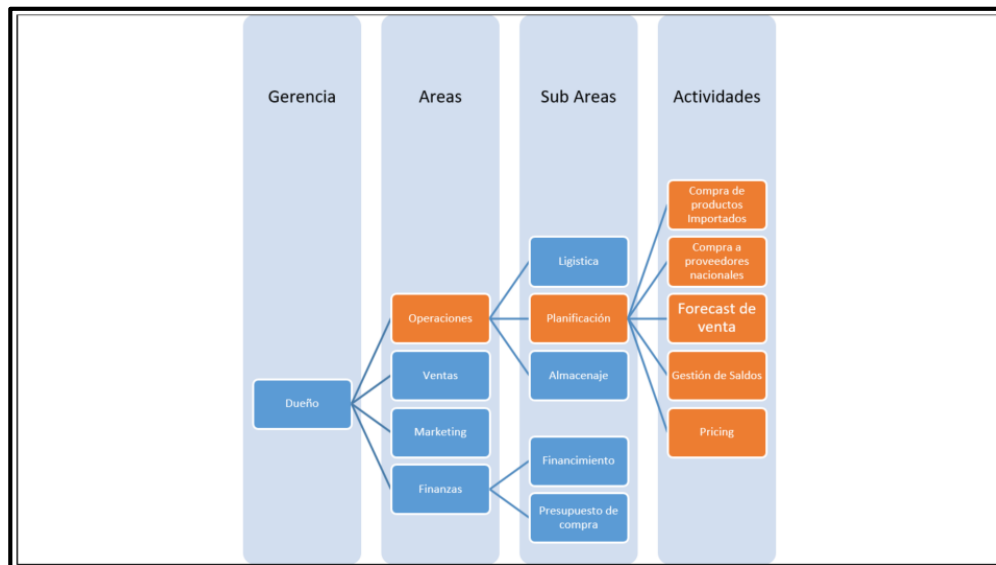 Gerencia
Areas
Sub Areas
Actividades
Dueño
Operaciones
Ventas
Marketing
Finanzas
Ligistica
Planificación
Almacenaje
Financimiento
Presupuesto de
compra
Compra de
productos
Importados
Compra a
proveedores
nacionales
Forecast de
venta
Gestión de Saldos
Pricing